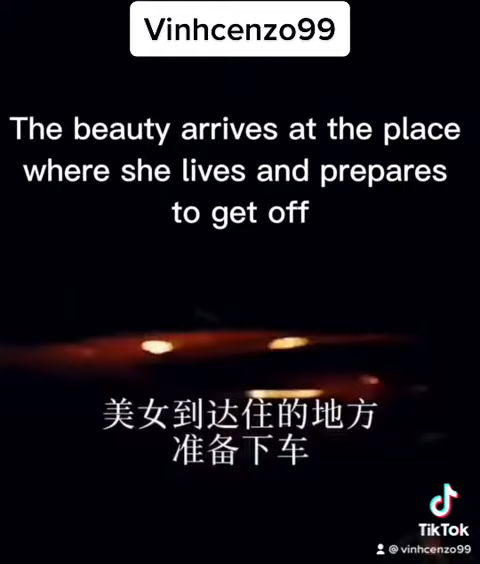 Vinhcenzo99
The beauty arrives at the place
where she lives and prepares
to get off
美女到达住的地方
准备下车
TikTok
@vinhcenzo99